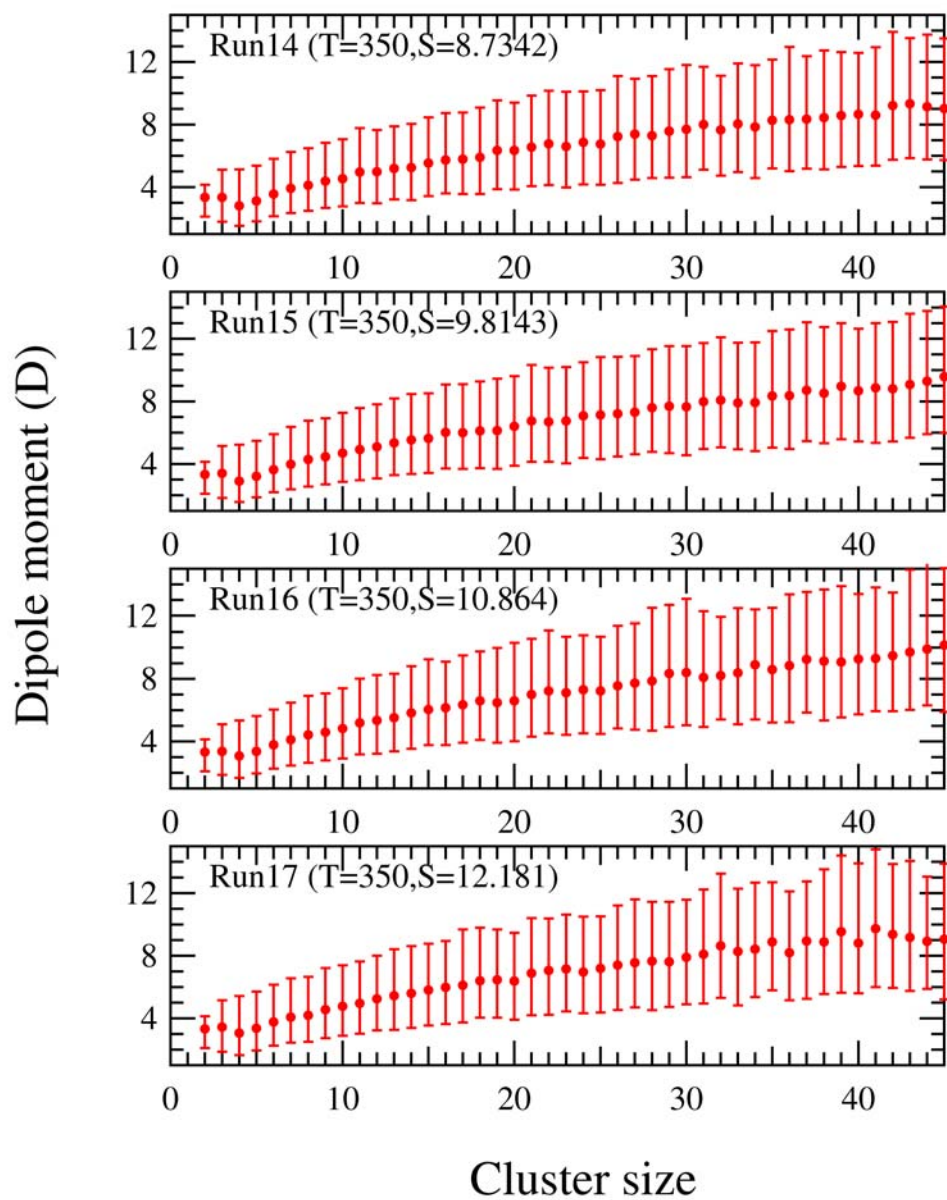 Dipole moment (D)
Run14 (T=350,S=8.7342)
12
8
4
0 10 20 30 40
Run15 (T=350,S=9.8143)
12
8
4
0 10 20 30 40
Run16 (T=350,S=10.864)
12
8
4
0 10 20 30 40
Run17 (T=350,S=12.181)
12
8
4
0 10 20 30 40
Cluster size